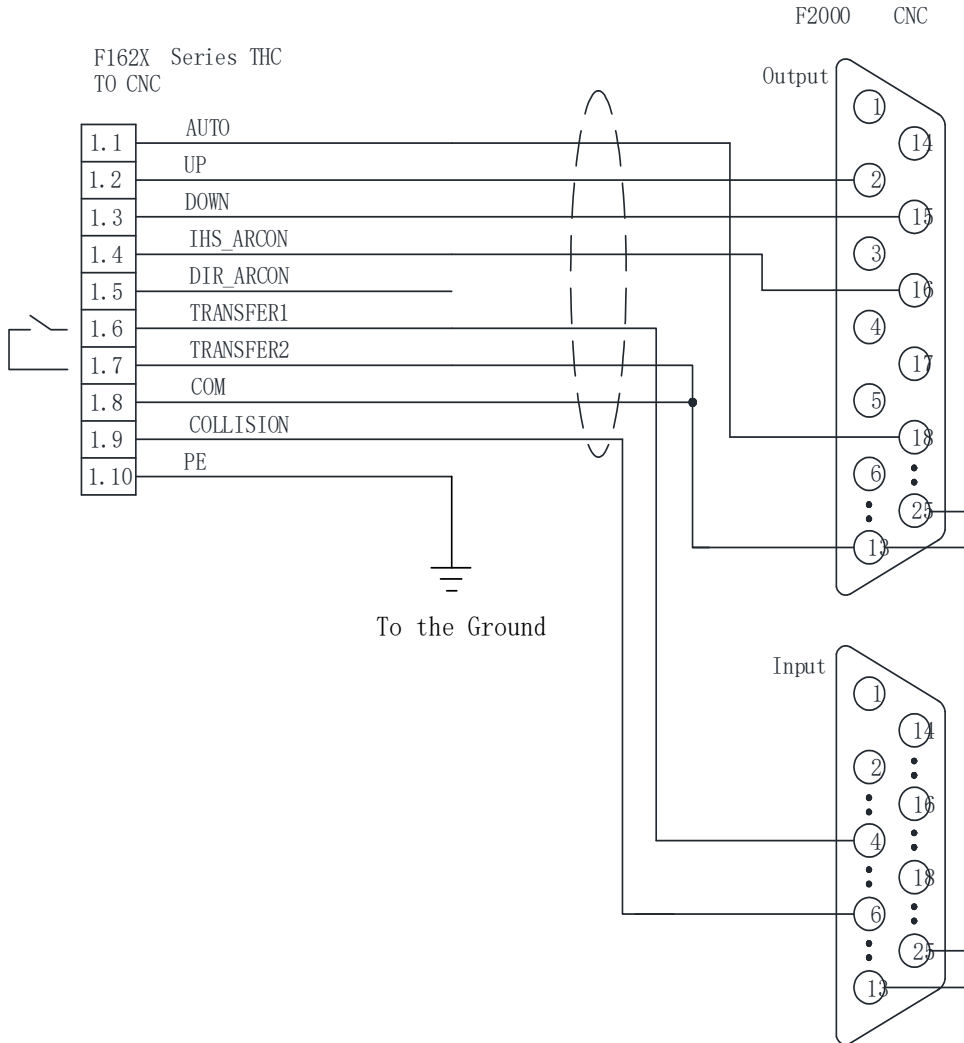 F2000 CNC
F162X Series THC
TO CNC
Output
1.1 AUTO
1.2 UP
1.3 DOWN
1.4 IHS_ARCON
1.5 DIR_ARCON
1.6 TRANSFER1
1.7 TRANSFER2
1.8 COM
1.9 COLLISION
1.10 PE
To the Ground
1
14
2
15
3
16
4
17
5
18
6
25
13
Input
1
14
2
16
4
18
6
25
13